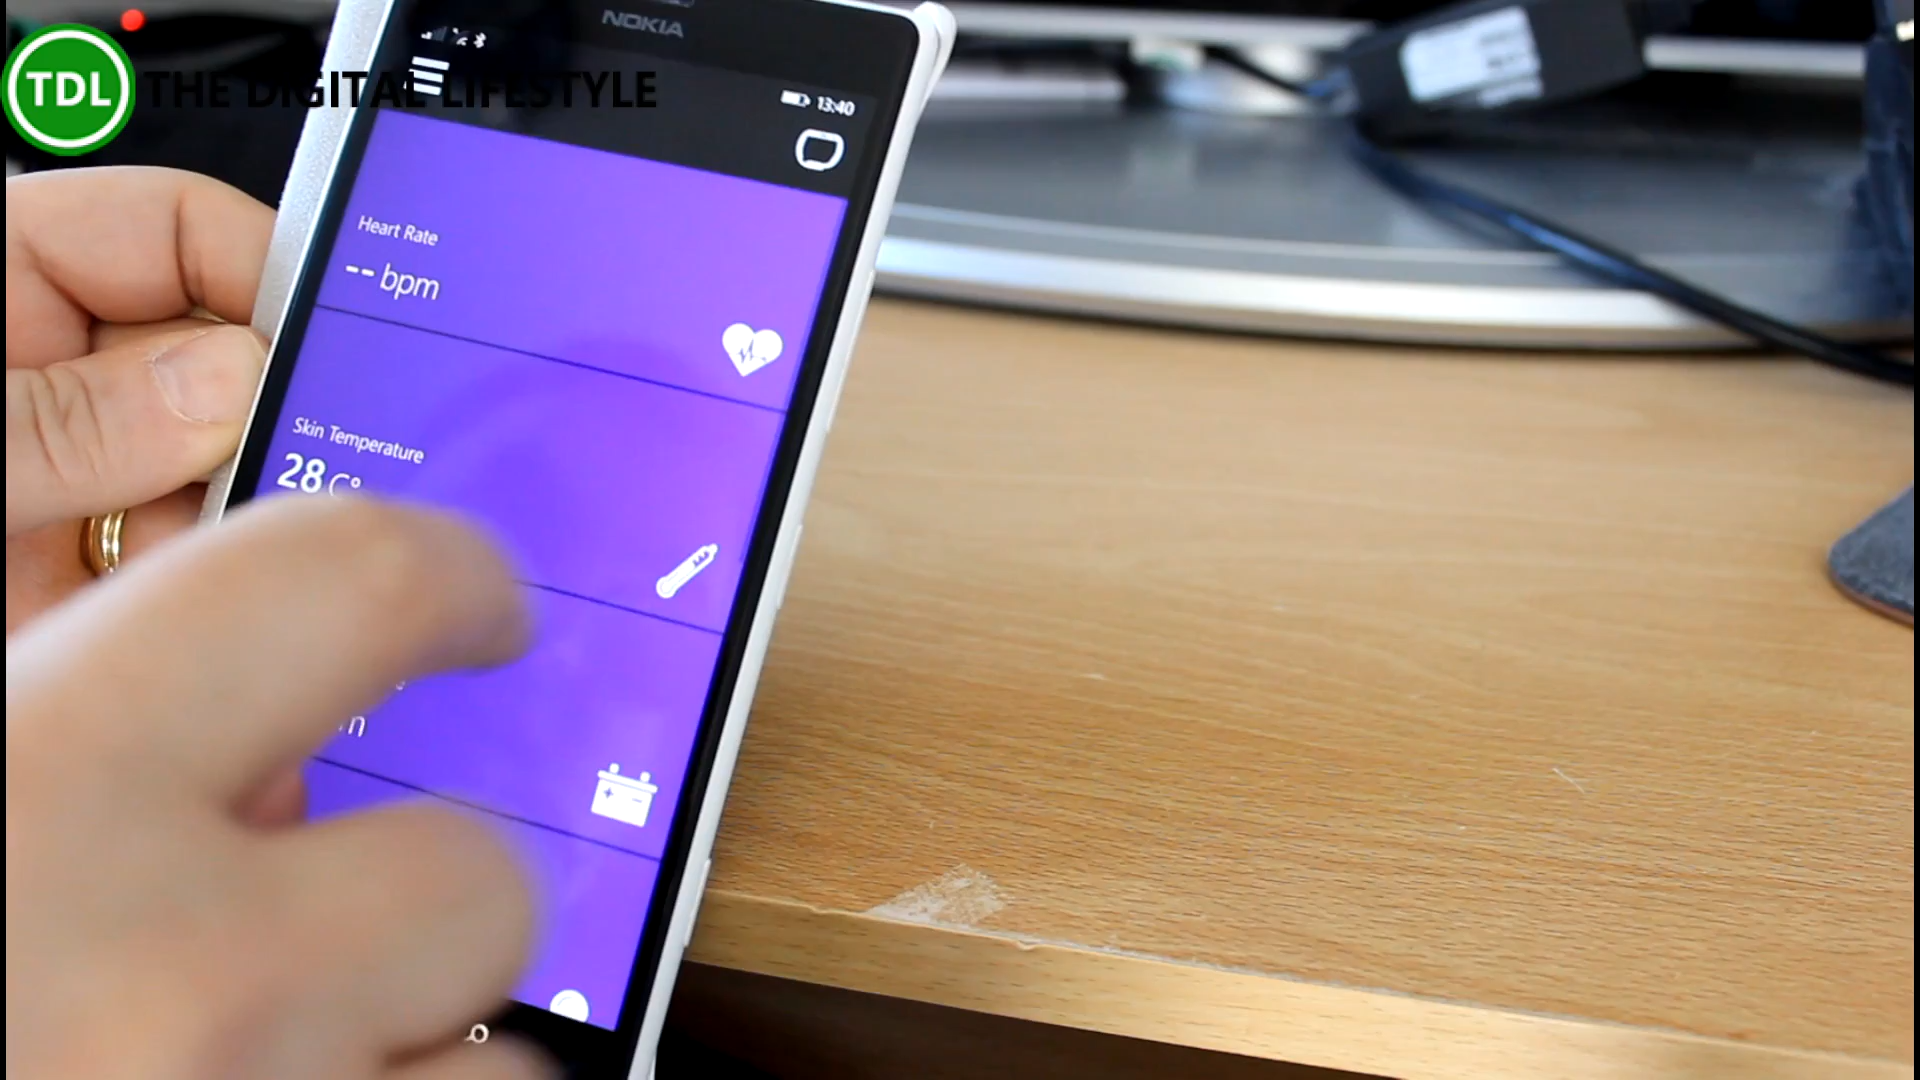 NOKIA
TDL THE DIGITAL LIFESTYLE
13:40
Heart Rate
-- bpm
Skin Temperature
28 C°